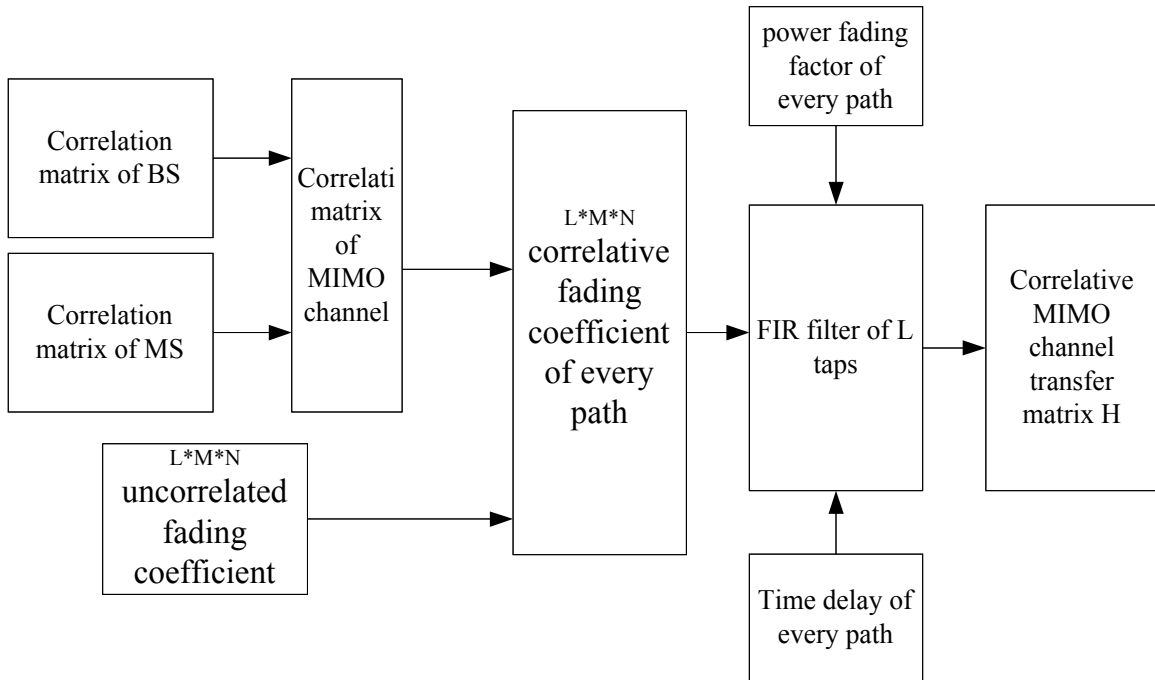 Correlation
matrix of BS
Correlation
matrix of MS
Correlati
matrix
of
MIMO
channel
L*M*N
uncorrelated
fading
coefficient
L*M*N
correlative
fading
coefficient
of every
path
power fading
factor of
every path
FIR filter of L
taps
Time delay of
every path
Correlative
MIMO
channel
transfer
matrix H